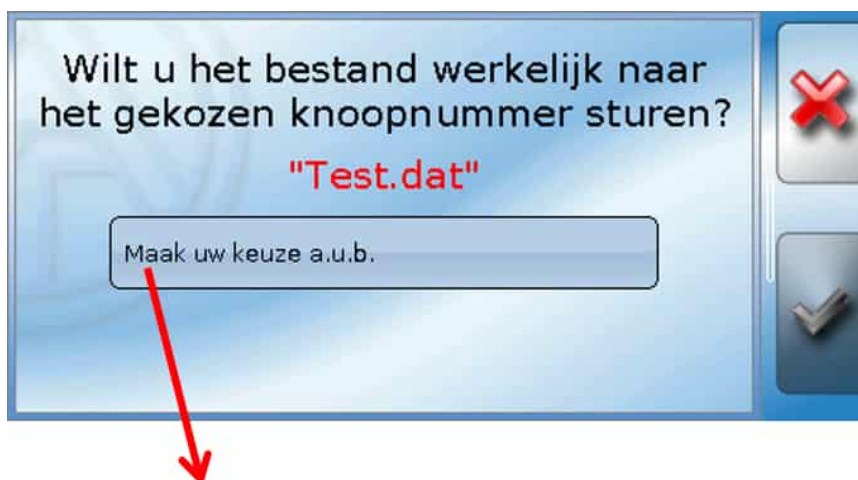 Wilt u het bestand werkelijk naar
het gekozen knoopnummer sturen?
"Test.dat"
Maak uw keuze a.u.b.